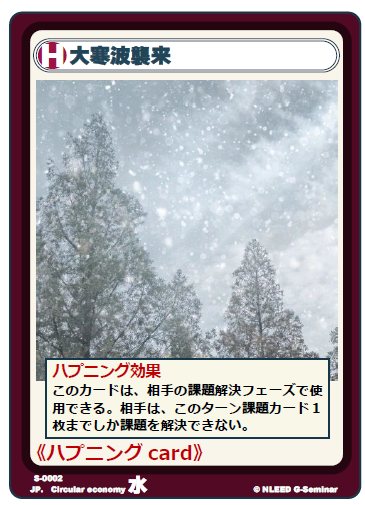 H 大寒波襲来
ハプニング効果
このカードは、相手の課題解決フェーズで使
用できる。相手は、このターン課題カード１
枚までしか課題を解決できない。
《ハプニング card》
S-0002
JP. Circular economy 水 © NLEED G-Seminar